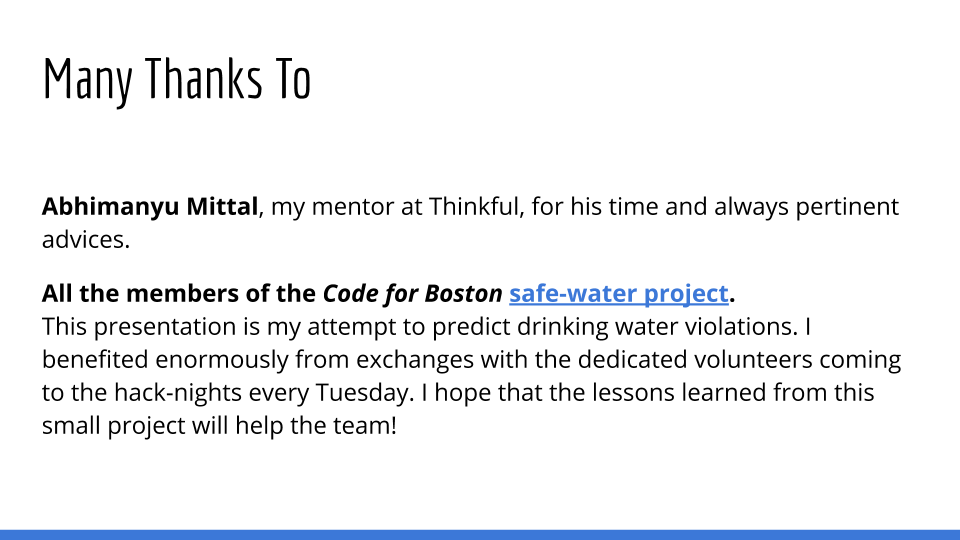 Many Thanks To
Abhimanyu Mittal, my mentor at Thinkful, for his time and always pertinent
advices.
All the members of the Code for Boston safe-water project.
This presentation is my attempt to predict drinking water violations. I
benefited enormously from exchanges with the dedicated volunteers coming
to the hack-nights every Tuesday. I hope that the lessons learned from this
small project will help the team!